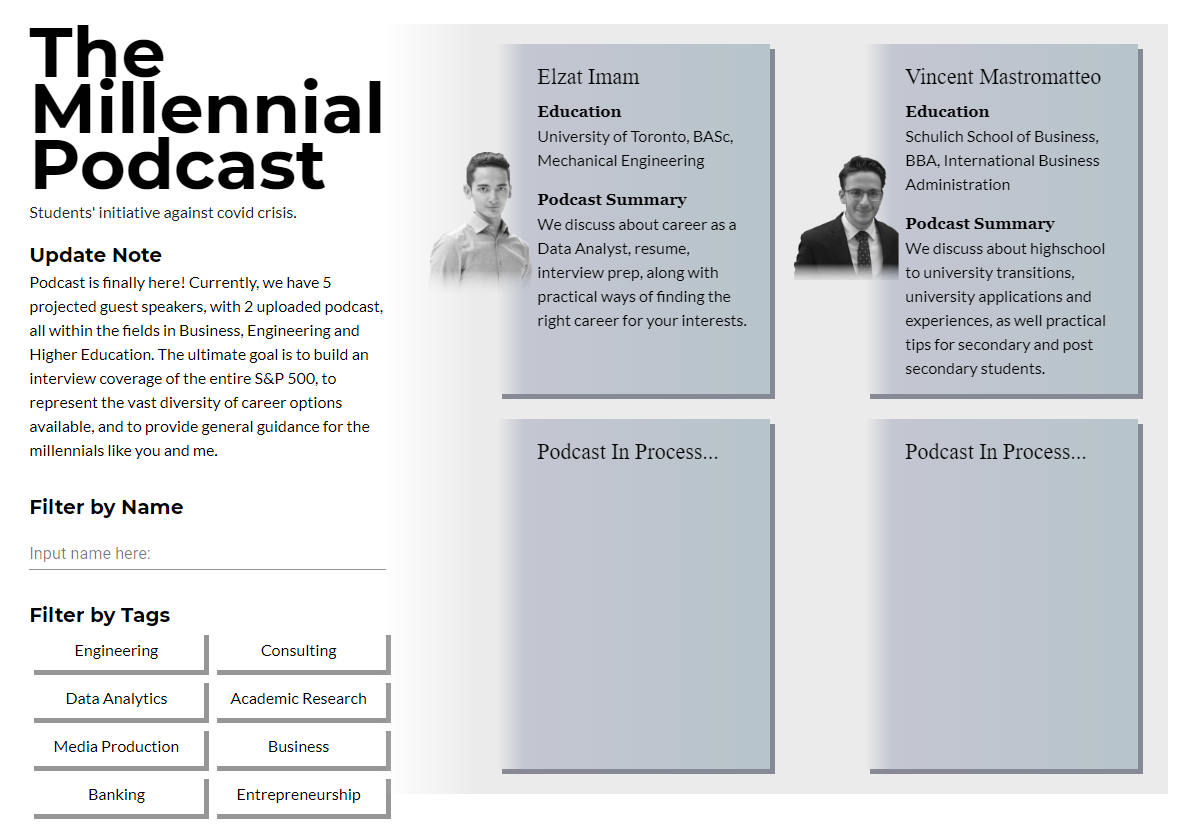 The
Millennial
Podcast
Students' initiative against covid crisis.
Update Note
Podcast is finally here! Currently, we have 5
projected guest speakers, with 2 uploaded podcast,
all within the fields in Business, Engineering and
Higher Education. The ultimate goal is to build an
interview coverage of the entire S&P 500, to
represent the vast diversity of career options
available, and to provide general guidance for the
millennials like you and me.
Filter by Name
Input name here:
Filter by Tags
Engineering
Consulting
Data Analytics
Academic Research
Media Production
Business
Banking
Entrepreneurship
Elzat Imam
Education
University of Toronto, BASc,
Mechanical Engineering
Podcast Summary
We discuss about career as a
Data Analyst, resume,
interview prep, along with
practical ways of finding the
right career for your interests.
Vincent Mastromatteo
Education
Schulich School of Business,
BBA, International Business
Administration
Podcast Summary
We discuss about highschool
to university transitions,
university applications and
experiences, as well practical
tips for secondary and post
secondary students.
Podcast In Process...
Podcast In Process...